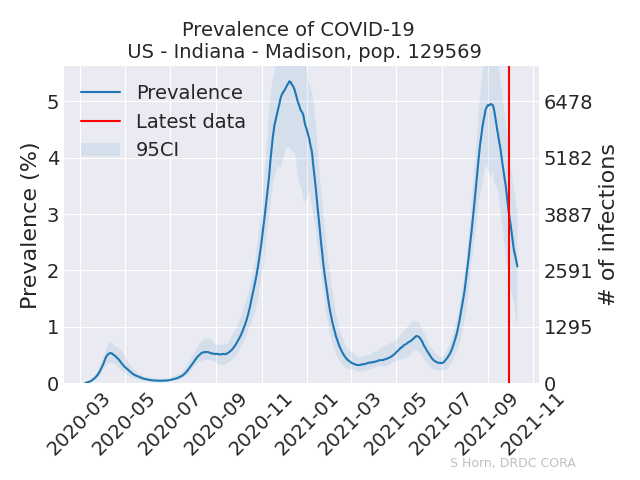 Prevalence of COVID-19
US - Indiana - Madison, pop. 129569
Prevalence
Latest data
95CI
Prevalence (%)
5
4
3
2
1
0
6478
5182
3887
2591
1295
0
# of infections
2020-03
2020-05
2020-07
2020-09
2020-11
2021-01
2021-03
2021-05
2021-07
2021-09
2021-11
S Horn, DRDC CORA